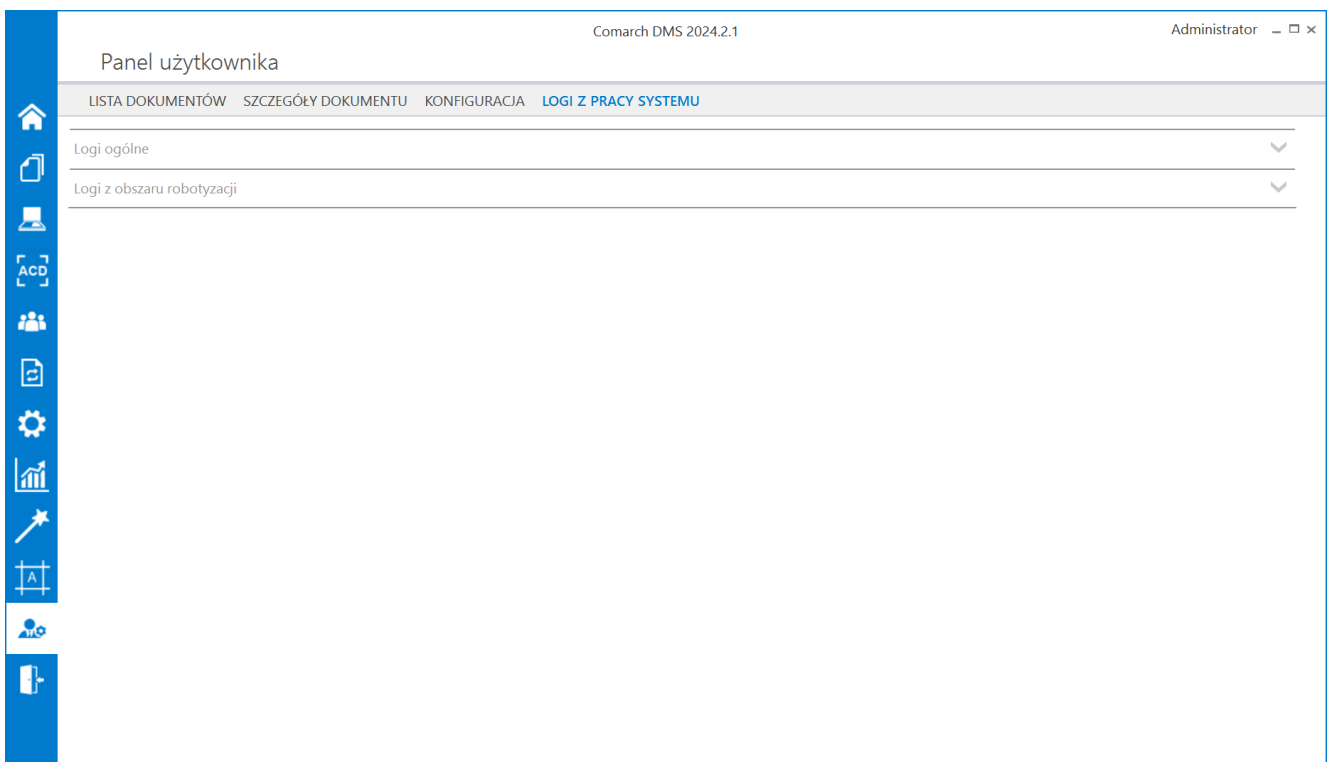 Comarch DMS 2024.2.1
Administrator
Panel użytkownika
LISTA DOKUMENTÓW SZCZEGÓŁY DOKUMENTU KONFIGURACJA LOGI Z PRACY SYSTEMU
Logi ogólne
Logi z obszaru robotyzacji
ACD
A